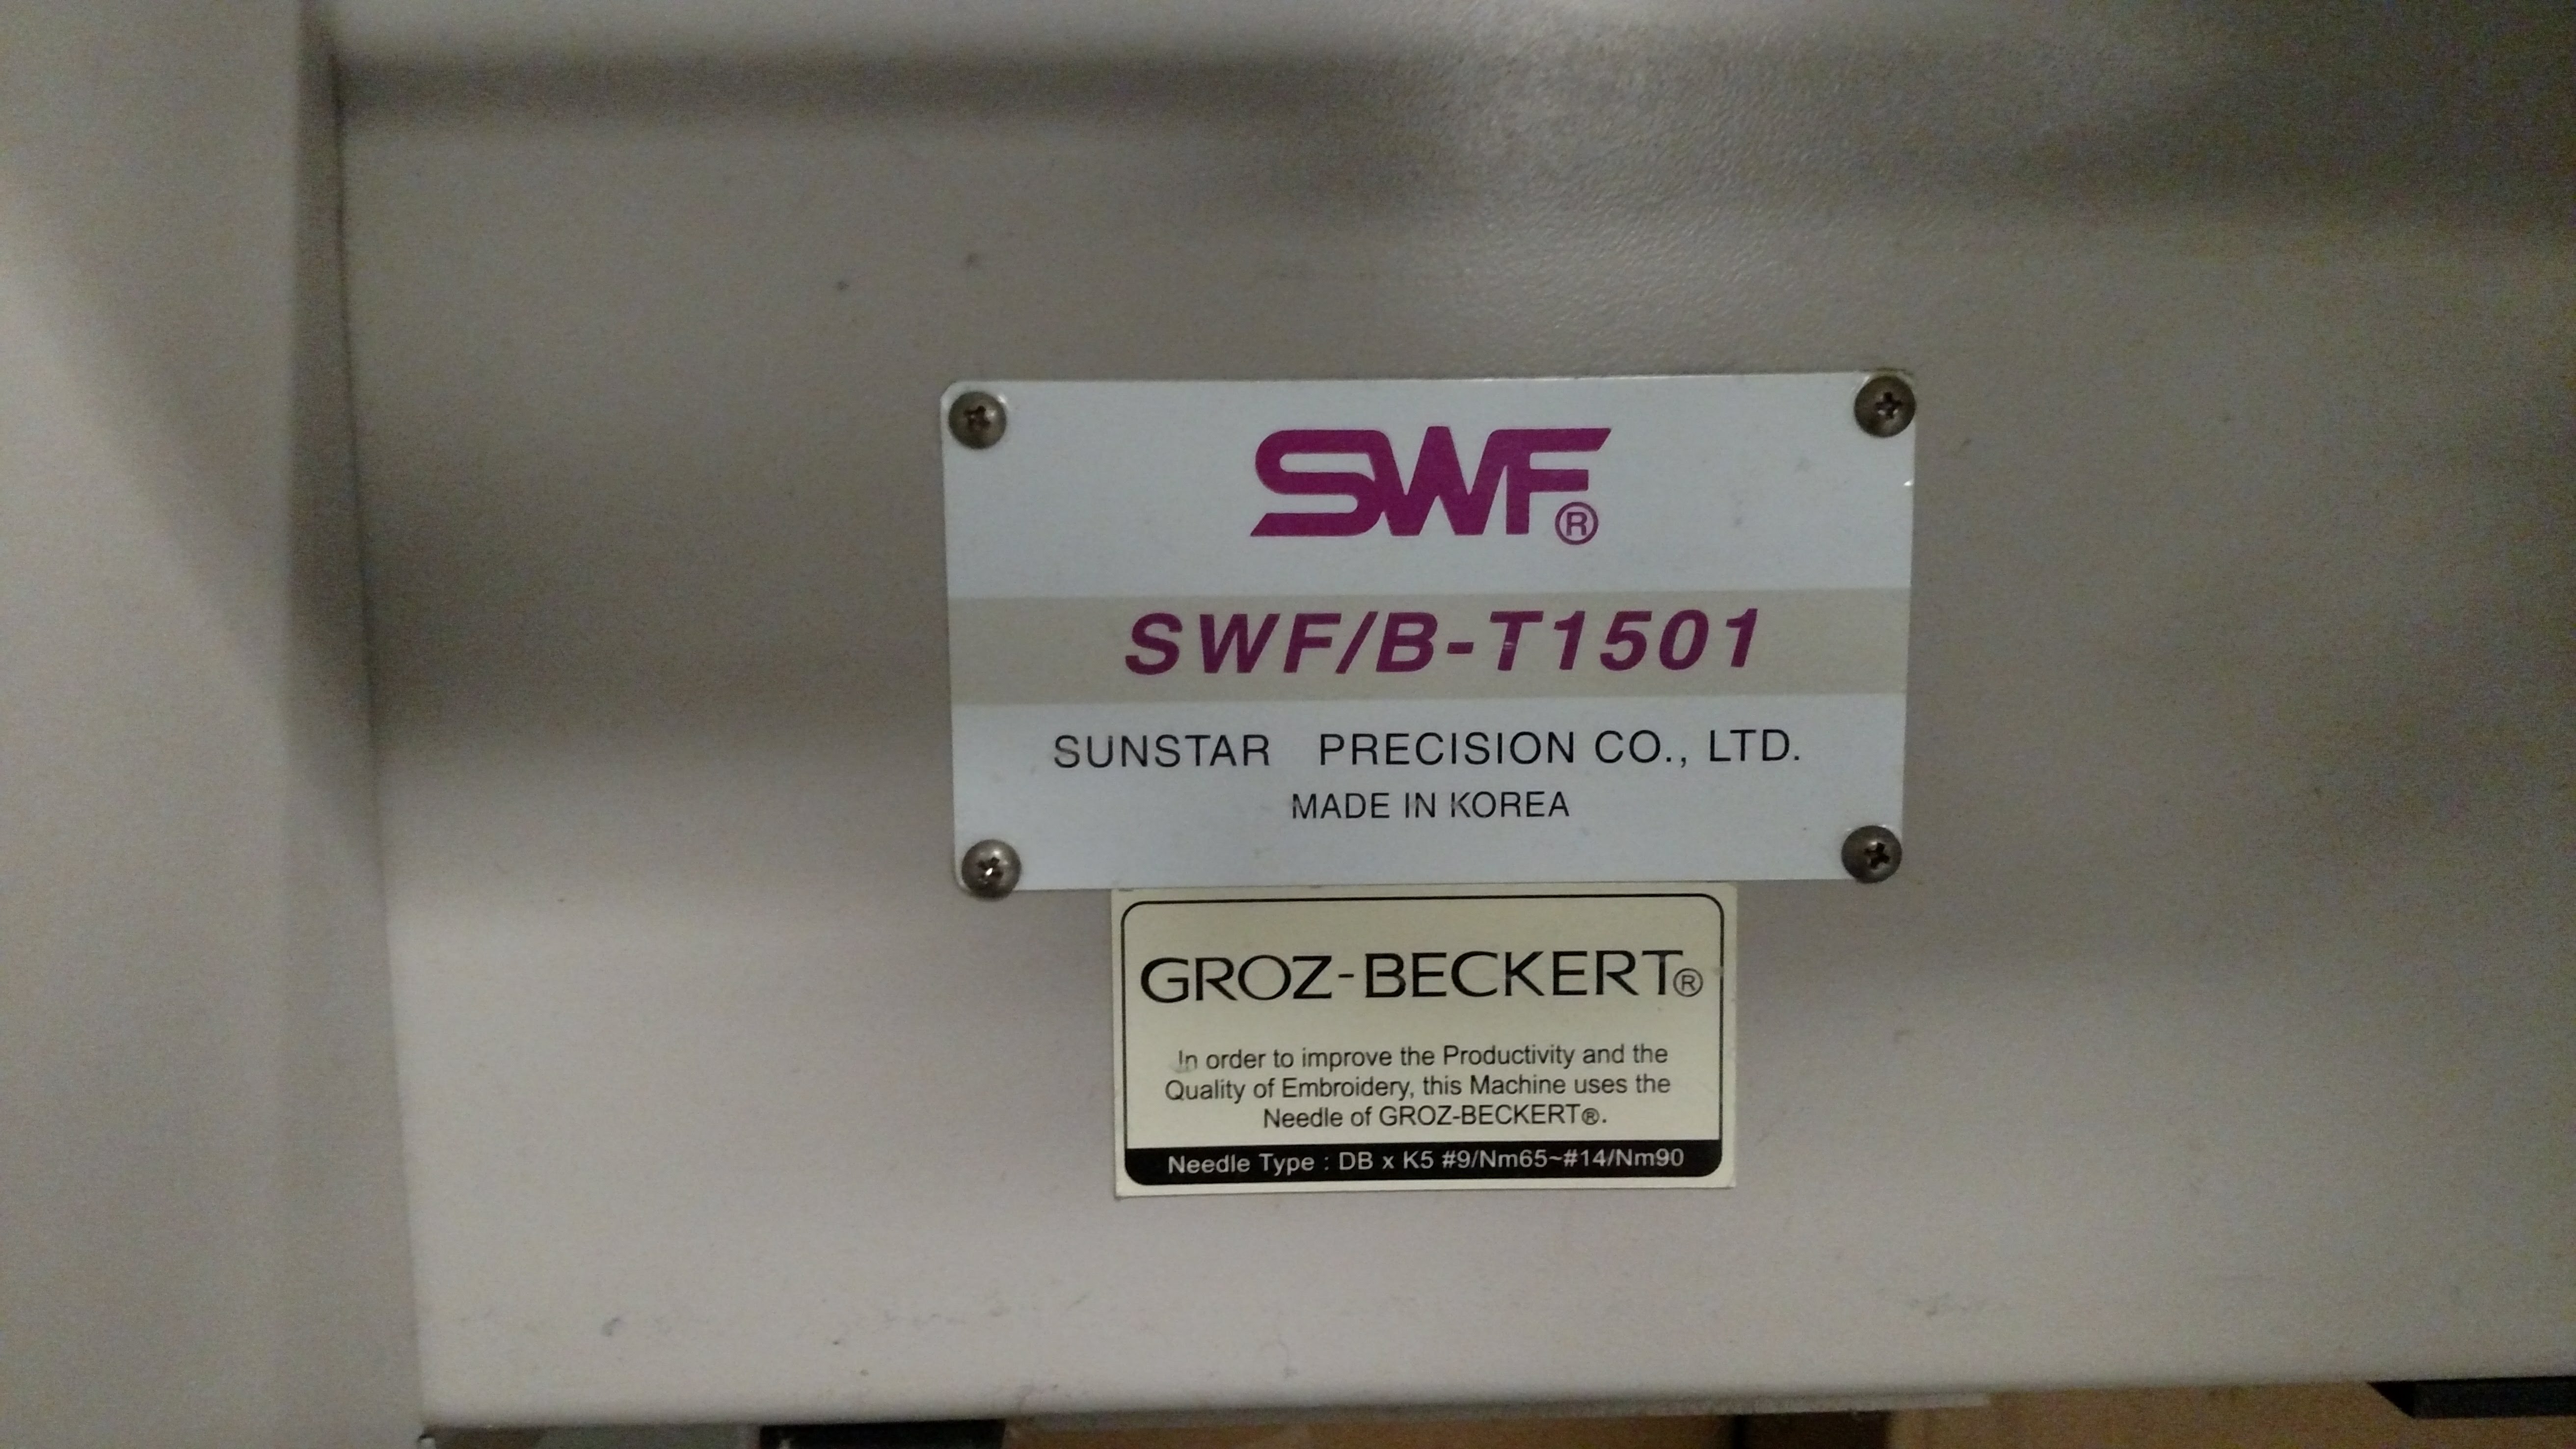 SWF®
SWF/B-T1501
SUNSTAR PRECISION CO., LTD.
MADE IN KOREA
GROZ-BECKERT®
In order to improve the Productivity and the
Quality of Embroidery, this Machine uses the
Needle of GROZ-BECKERT®.
Needle Type : DB x K5 #9/Nm65~#14/Nm90